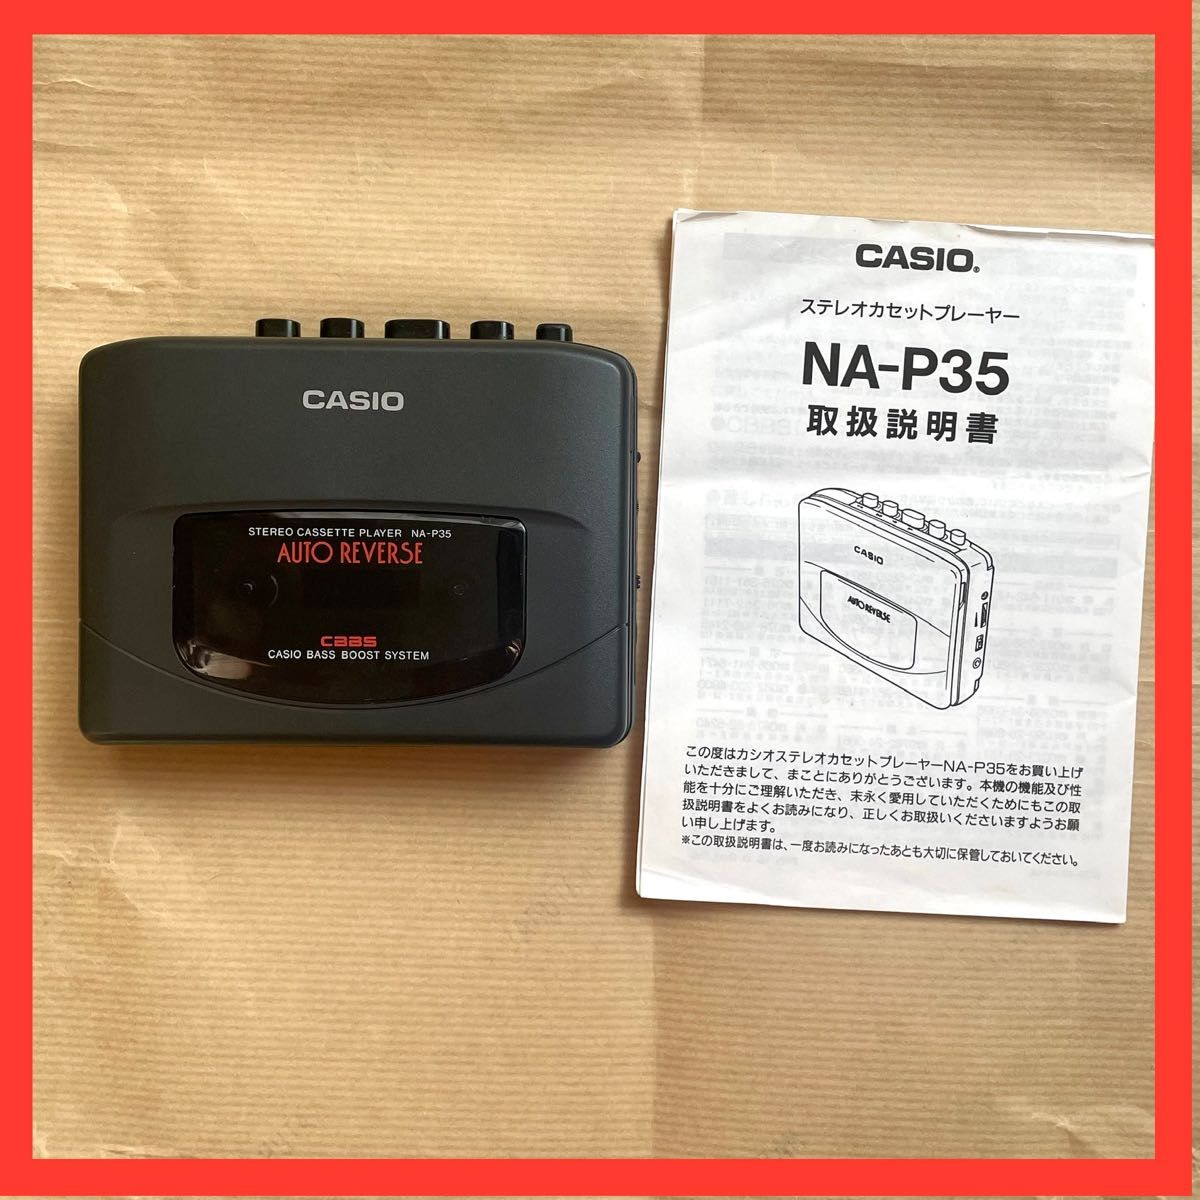 CASIO
STEREO CASSETTE PLAYER NA-P35
AUTO REVERSE
CBBS
CASIO BASS BOOST SYSTEM
CASIO®
ステレオカセットプレーヤー
NA-P35
取扱説明書
CASIO
AUTO REVERSE
この度はカシオステレオカセットプレーヤーNA-P35をお買い上げ
いただきまして、まことにありがとうございます。本機の機能及び性
能を十分にご理解いただき、末永く愛用していただくためにもこの取
扱説明書をよくお読みになり、正しくお取扱いくださいますようお願
い申し上げます。
※この取扱説明書は、一度お読みになったあとも大切に保管しておいてください。